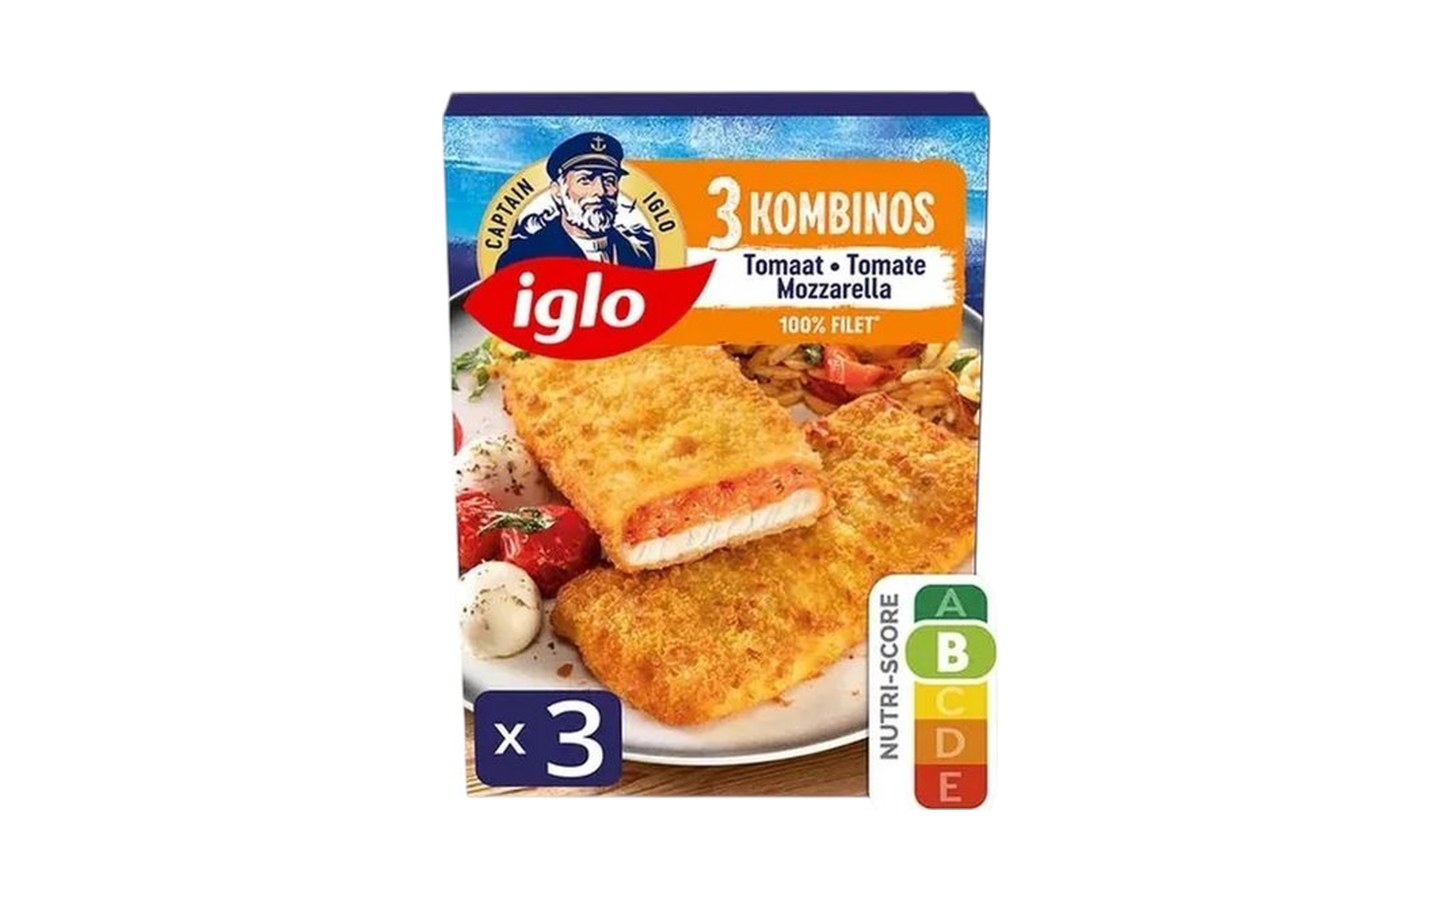 CAPTAIN IGLO
iglo
3 KOMBINOS
Tomaat • Tomate
Mozzarella
100% FILET*
x 3
NUTRI-SCORE
A
B
C
D
E